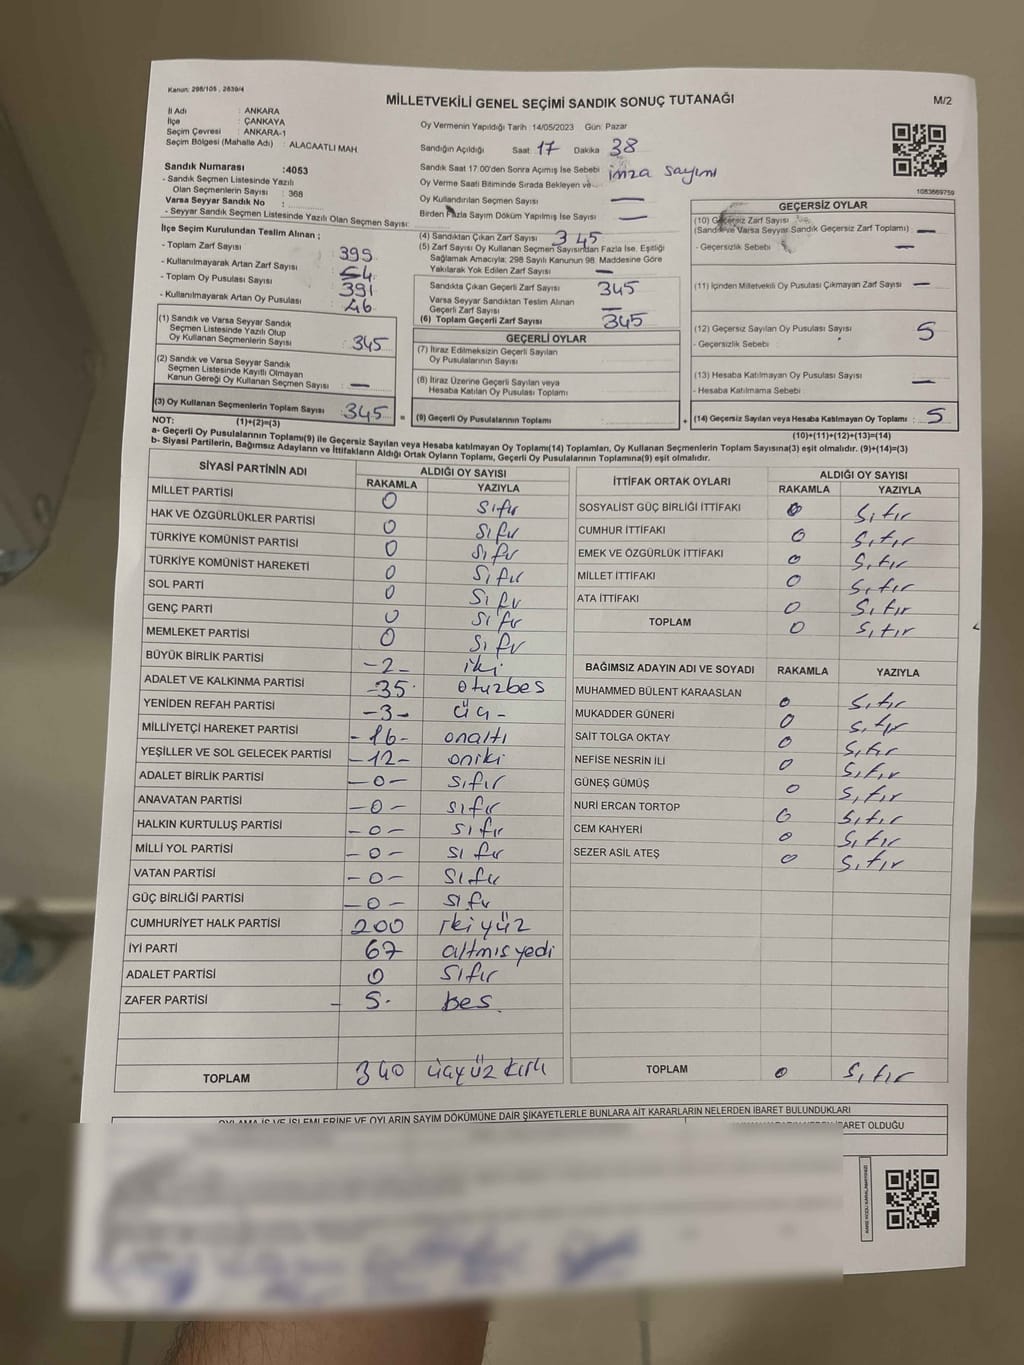 Kanun: 298/105 , 2839/4
MİLLETVEKİLİ GENEL SEÇİMİ SANDIK SONUÇ TUTANAĞI
M/2
İl Adı : ANKARA
İlçe : ÇANKAYA
Seçim Çevresi : ANKARA-1
Seçim Bölgesi (Mahalle Adı) : ALACAATLI MAH.
Oy Vermenin Yapıldığı Tarih : 14/05/2023 Gün: Pazar
Sandığın Açıldığı Saat 17 Dakika 38
Sandık Saat 17:00'den Sonra Açımış İse Sebebi imza sayımı
Oy Verme Saati Bitiminde Sırada Bekleyen ve
Oy Kullandırılan Seçmen Sayısı —
Birden Fazla Sayım Döküm Yapılmış İse Sayısı —
Sandık Numarası :4053
- Sandık Seçmen Listesinde Yazılı
Olan Seçmenlerin Sayısı : 368
Varsa Seyyar Sandık No :
- Seyyar Sandık Seçmen Listesinde Yazılı Olan Seçmen Sayısı:
İlçe Seçim Kurulundan Teslim Alınan ;
- Toplam Zarf Sayısı 399
- Kullanılmayarak Artan Zarf Sayısı 54
- Toplam Oy Pusulası Sayısı 391
- Kullanılmayarak Artan Oy Pusulası 46
(1) Sandık ve Varsa Seyyar Sandık
Seçmen Listesinde Yazılı Olup
Oy Kullanan Seçmenlerin Sayısı 345
(2) Sandık ve Varsa Seyyar Sandık
Seçmen Listesinde Kayıtlı Olmayan
Kanun Gereği Oy Kullanan Seçmen Sayısı : —
(3) Oy Kullanan Seçmenlerin Toplam Sayısı 345 =
(1)+(2)=(3)
(4) Sandıktan Çıkan Zarf Sayısı 345
(5) Zarf Sayısı Oy Kullanan Seçmen Sayısından Fazla İse, Eşitliği
Sağlamak Amacıyla; 298 Sayılı Kanunun 98. Maddesine Göre
Yakılarak Yok Edilen Zarf Sayısı —
Sandıkta Çıkan Geçerli Zarf Sayısı 345
Varsa Seyyar Sandıktan Teslim Alınan
Geçerli Zarf Sayısı —
(6) Toplam Geçerli Zarf Sayısı 345
GEÇERLİ OYLAR
(7) İtiraz Edilmeksizin Geçerli Sayılan
Oy Pusulalarının Sayısı
(8) İtiraz Üzerine Geçerli Sayılan veya
Hesaba Katılan Oy Pusulası Toplamı
(9) Geçerli Oy Pusulalarının Toplamı +
1083669759
GEÇERSİZ OYLAR
(10) Geçersiz Zarf Sayısı
(Sandık ve Varsa Seyyar Sandık Geçersiz Zarf Toplamı) : —
- Geçersizlik Sebebi : —
(11) İçinden Milletvekili Oy Pusulası Çıkmayan Zarf Sayısı : —
(12) Geçersiz Sayılan Oy Pusulası Sayısı : 5
- Geçersizlik Sebebi :
(13) Hesaba Katılmayan Oy Pusulası Sayısı : —
- Hesaba Katılmama Sebebi :
(14) Geçersiz Sayılan veya Hesaba Katılmayan Oy Toplamı : 5
(10)+(11)+(12)+(13)=(14)
NOT:
a- Geçerli Oy Pusulalarının Toplamı(9) ile Geçersiz Sayılan veya Hesaba katılmayan Oy Toplamı(14) Toplamları, Oy Kullanan Seçmenlerin Toplam Sayısına(3) eşit olmalıdır. (9)+(14)=(3)
b- Siyasi Partilerin, Bağımsız Adayların ve İttifakların Aldığı Ortak Oyların Toplamı, Geçerli Oy Pusulalarının Toplamına(9) eşit olmalıdır.
SİYASİ PARTİNİN ADI ALDIĞI OY SAYISI
RAKAMLA YAZIYLA
MİLLET PARTİSİ 0 sıfır
HAK VE ÖZGÜRLÜKLER PARTİSİ 0 sıfır
TÜRKİYE KOMÜNİST PARTİSİ 0 sıfır
TÜRKİYE KOMÜNİST HAREKETİ 0 sıfır
SOL PARTİ 0 sıfır
GENÇ PARTİ 0 sıfır
MEMLEKET PARTİSİ 0 sıfır
BÜYÜK BİRLİK PARTİSİ -2- iki
ADALET VE KALKINMA PARTİSİ -35- otuzbes
YENİDEN REFAH PARTİSİ -3- üç -
MİLLİYETÇİ HAREKET PARTİSİ -16- onaltı
YEŞİLLER VE SOL GELECEK PARTİSİ -12- oniki
ADALET BİRLİK PARTİSİ -0- sıfır
ANAVATAN PARTİSİ -0- sıfır
HALKIN KURTULUŞ PARTİSİ -0- sıfır
MİLLİ YOL PARTİSİ -0- sıfır
VATAN PARTİSİ -0- sıfır
GÜÇ BİRLİĞİ PARTİSİ -0- sıfır
CUMHURİYET HALK PARTİSİ 200 ikiyüz
İYİ PARTİ 67 altmısyedi
ADALET PARTİSİ 0 sıfır
ZAFER PARTİSİ - 5. bes.
TOPLAM 340 üçyüz kırk
İTTİFAK ORTAK OYLARI ALDIĞI OY SAYISI
RAKAMLA YAZIYLA
SOSYALİST GÜÇ BİRLİĞİ İTTİFAKI 0 sıfır
CUMHUR İTTİFAKI 0 sıfır
EMEK VE ÖZGÜRLÜK İTTİFAKI 0 sıfır
MİLLET İTTİFAKI 0 sıfır
ATA İTTİFAKI 0 sıfır
TOPLAM 0 sıfır
BAĞIMSIZ ADAYIN ADI VE SOYADI RAKAMLA YAZIYLA
MUHAMMED BÜLENT KARAASLAN 0 sıfır
MUKADDER GÜNERİ 0 sıfır
SAİT TOLGA OKTAY 0 sıfır
NEFİSE NESRİN İLİ 0 sıfır
GÜNEŞ GÜMÜŞ 0 sıfır
NURİ ERCAN TORTOP 0 sıfır
CEM KAHYERİ 0 sıfır
SEZER ASİL ATEŞ 0 sıfır
TOPLAM 0 sıfır
OYLAMA İŞ VE İŞLEMLERİNE VE OYLARIN SAYIM DÖKÜMÜNE DAİR ŞİKAYETLERLE BUNLARA AİT KARARLARIN NELERDEN İBARET BULUNDUKLARI
İBARET OLDUĞU